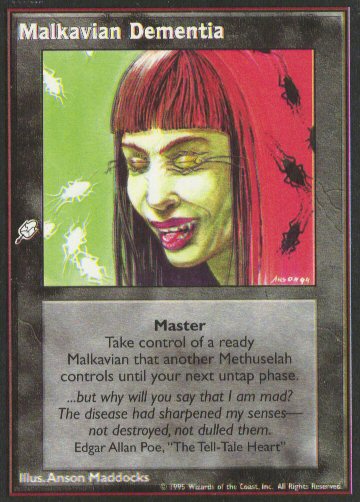 Malkavian Dementia
ANSON 94
Master
Take control of a ready
Malkavian that another Methuselah
controls until your next untap phase.
...but why will you say that I am mad?
The disease had sharpened my senses—
not destroyed, not dulled them.
Edgar Allan Poe, "The Tell-Tale Heart"
Illus. Anson Maddocks
© 1995 Wizards of the Coast, Inc. All Rights Reserved.